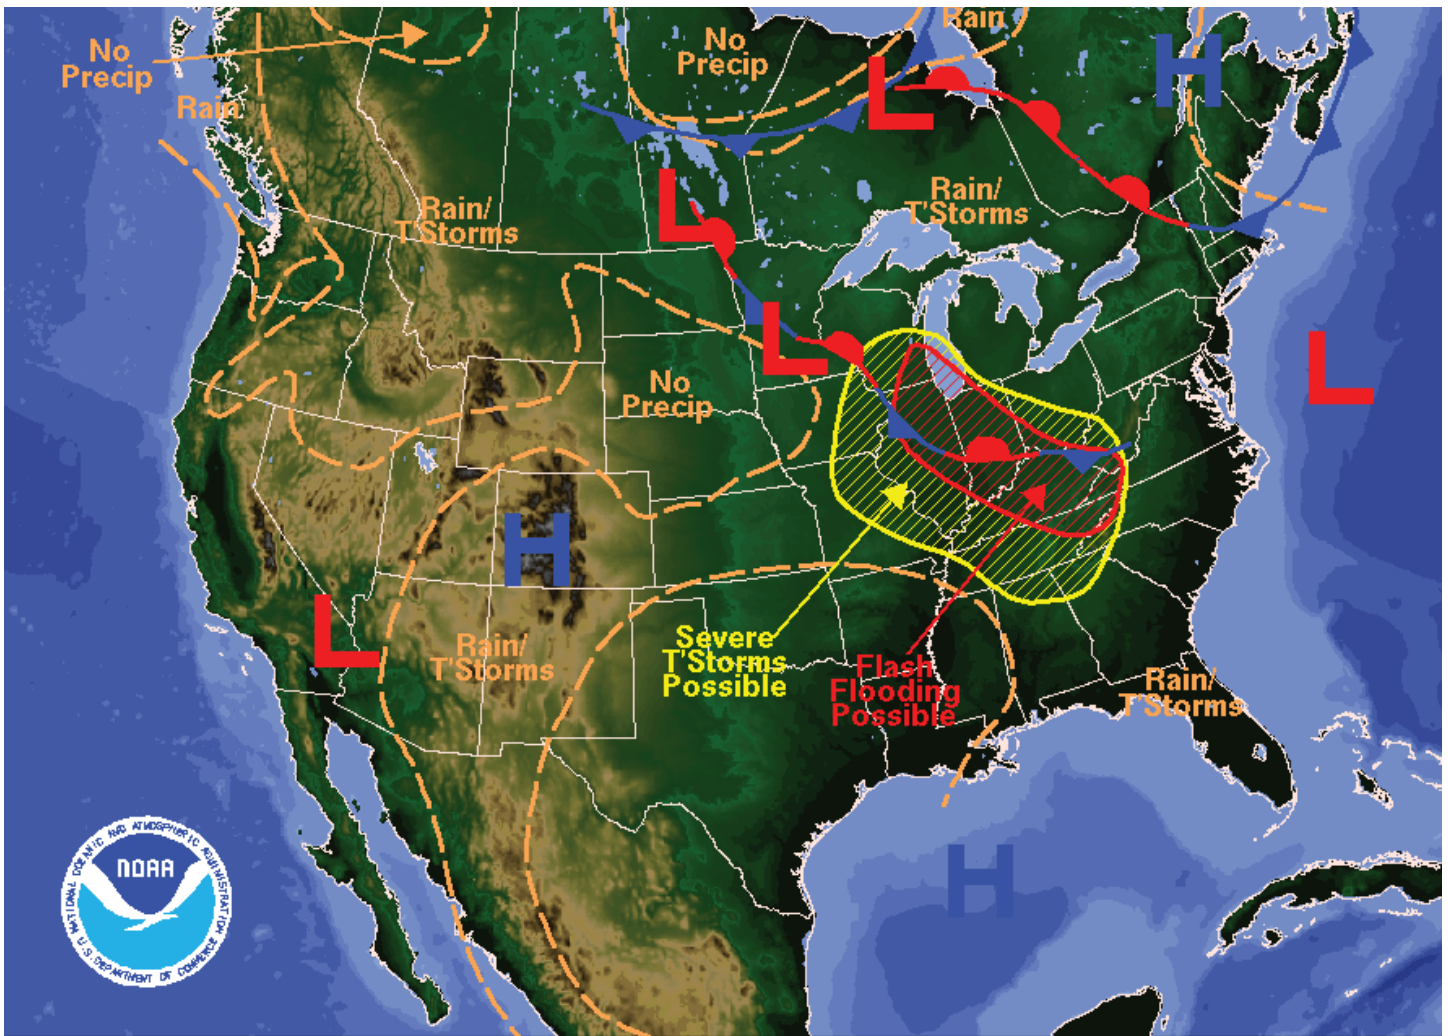 Rain
No
Precip
No
Precip
H
L
Rain
L
Rain/
T'Storms
Rain/
T'Storms
L
L
No
Precip
L
H
L
Severe
T'Storms
Possible
Rain/
T'Storms
Flash
Flooding
Possible
Rain/
T'Storms
H
NATIONAL OCEANIC AND ATMOSPHERIC ADMINISTRATION
NOAA
U.S. DEPARTMENT OF COMMERCE